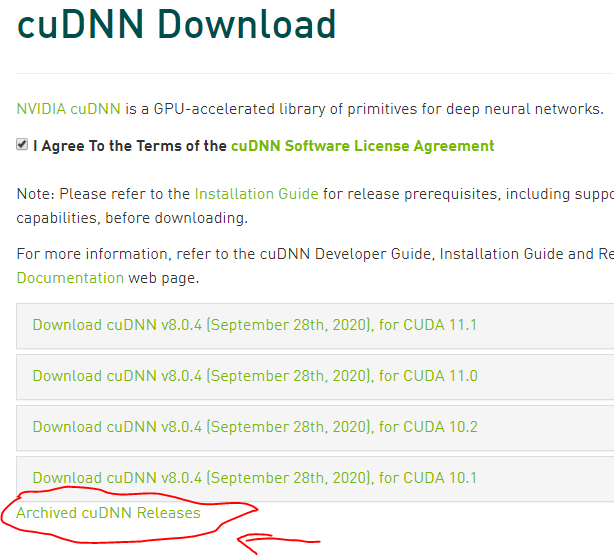 cuDNN Download
NVIDIA cuDNN is a GPU-accelerated library of primitives for deep neural networks.
I Agree To the Terms of the cuDNN Software License Agreement
Note: Please refer to the Installation Guide for release prerequisites, including suppo
capabilities, before downloading.
For more information, refer to the cuDNN Developer Guide, Installation Guide and Re
Documentation web page.
Download cuDNN v8.0.4 (September 28th, 2020), for CUDA 11.1
Download cuDNN v8.0.4 (September 28th, 2020), for CUDA 11.0
Download cuDNN v8.0.4 (September 28th, 2020), for CUDA 10.2
Download cuDNN v8.0.4 (September 28th, 2020), for CUDA 10.1
Archived cuDNN Releases